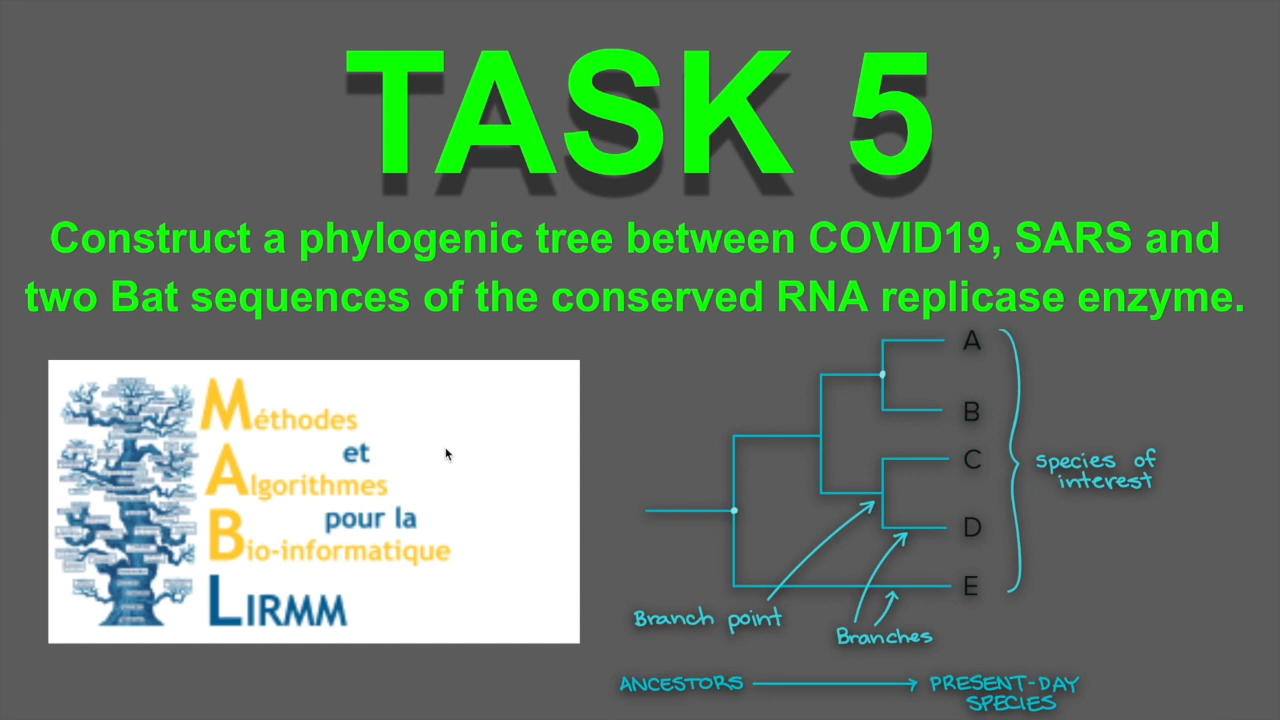 TASK 5
Construct a phylogenic tree between COVID19, SARS and
two Bat sequences of the conserved RNA replicase enzyme.
Méthodes
et
Algorithmes
pour la
Bio-informatique
LIRMM
A
B
C
D
E
species of
interest
Branch point
Branches
ANCESTORS
PRESENT-DAY
SPECIES